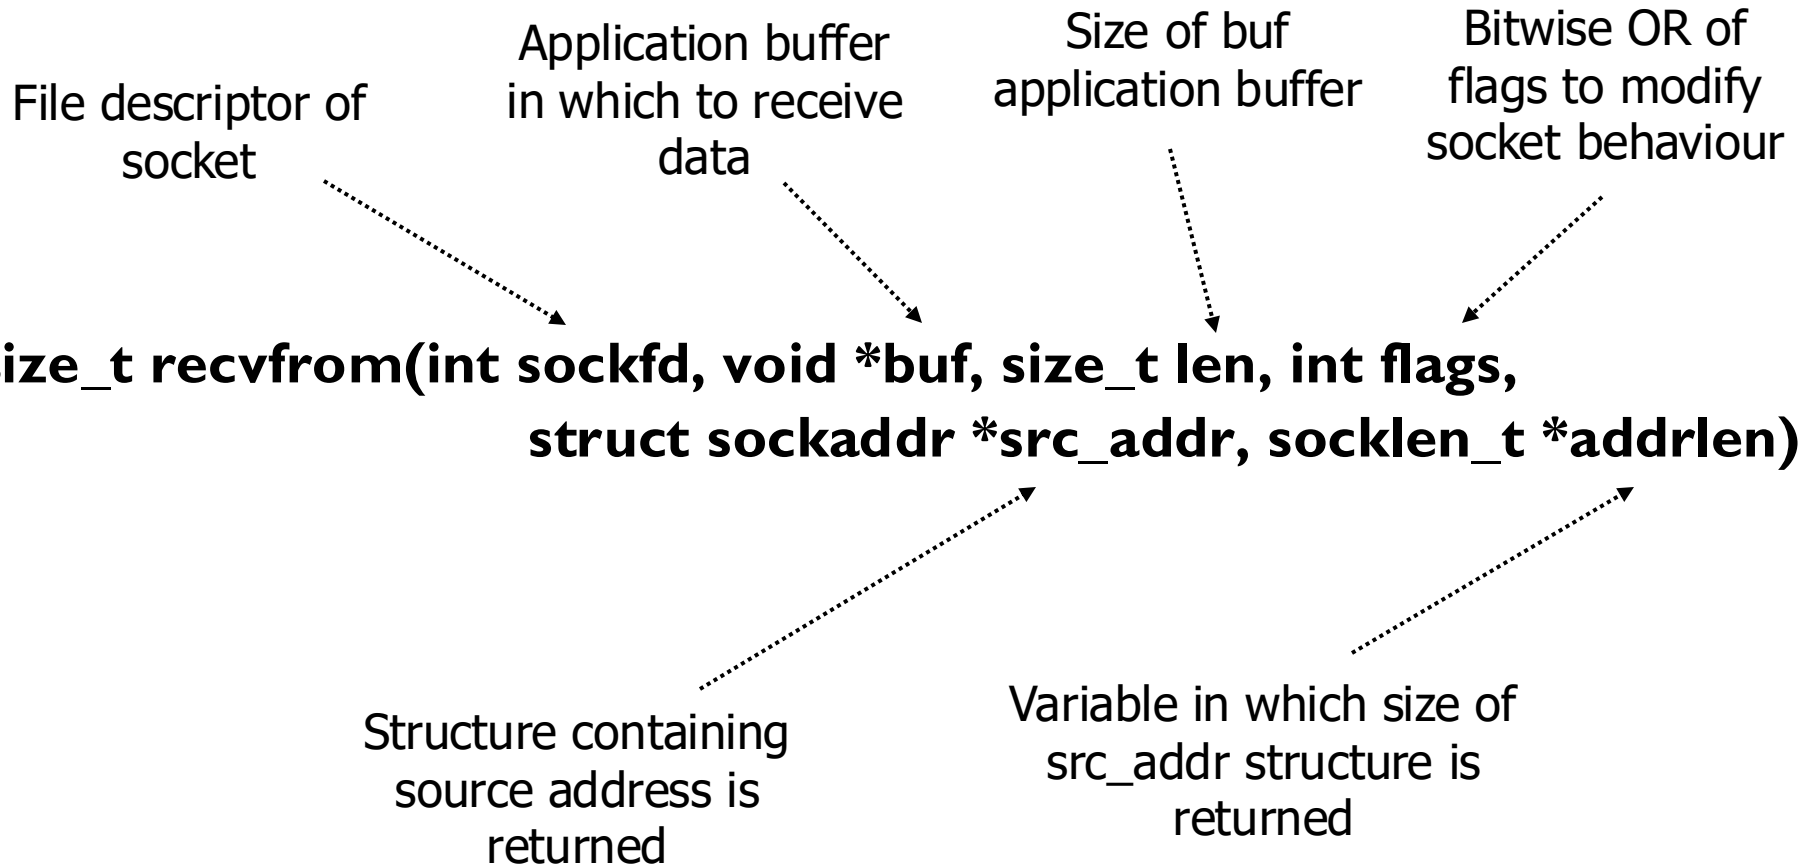 File descriptor of
socket
Application buffer
in which to receive
data
Size of buf
application buffer
Bitwise OR of
flags to modify
socket behaviour
size_t recvfrom(int sockfd, void *buf, size_t len, int flags,
struct sockaddr *src_addr, socklen_t *addrlen)
Structure containing
source address is
returned
Variable in which size of
src_addr structure is
returned